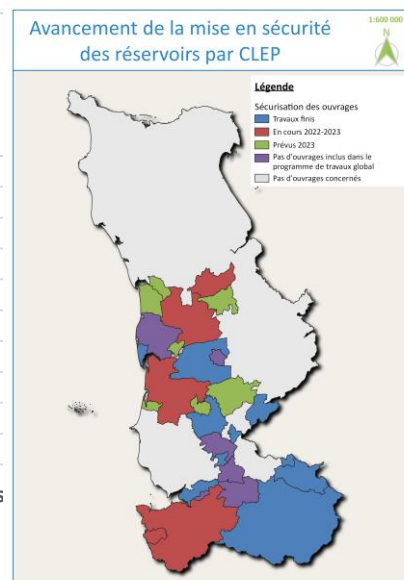 Avancement de la mise en sécurité
des réservoirs par CLEP
1:600 000
N
Légende
Sécurisation des ouvrages
Travaux finis
En cours 2022-2023
Prévus 2023
Pas d'ouvrages inclus dans le
programme de travaux global
Pas d'ouvrages concernés